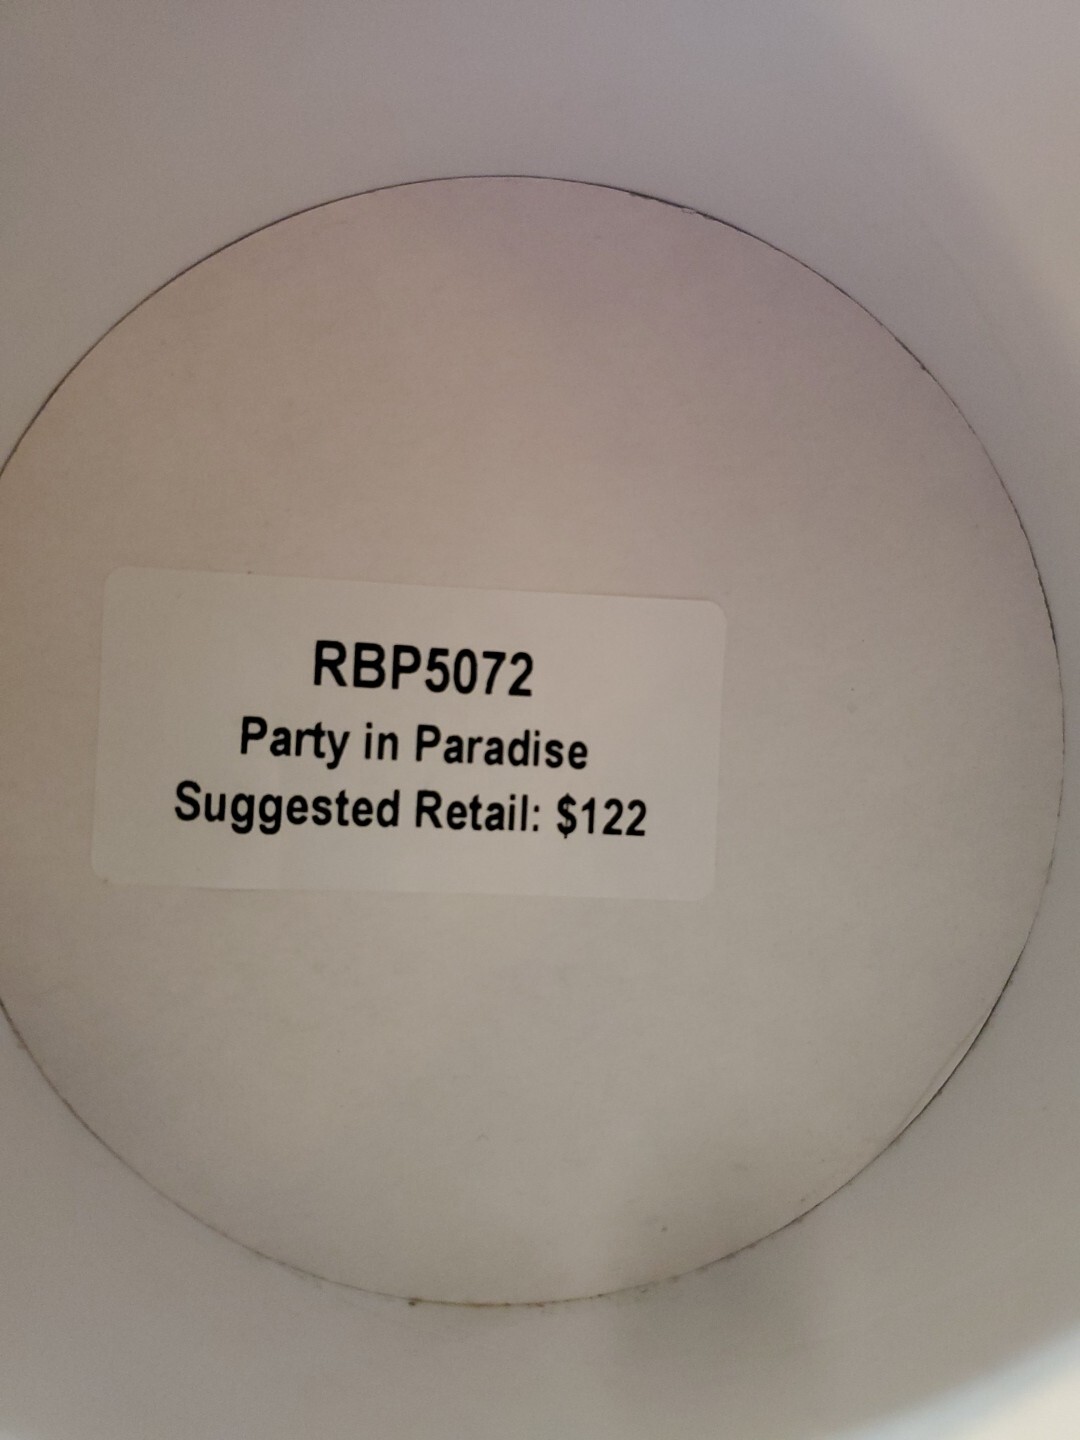 RBP5072
Party in Paradise
Suggested Retail: $122